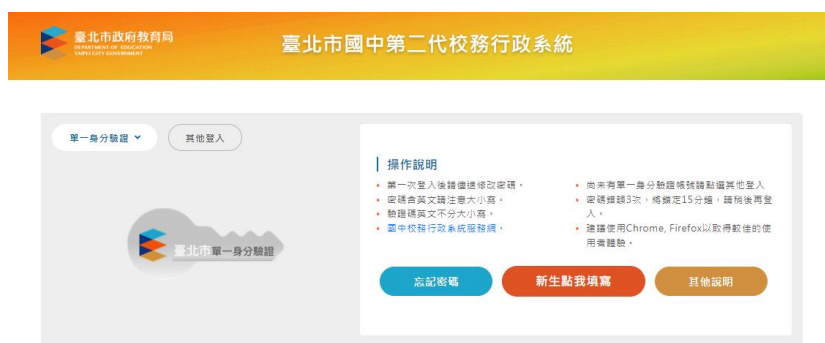 臺北市政府教育局
DEPARTMENT OF EDUCATION
TAIPEI CITY GOVERNMENT
臺北市國中第二代校務行政系統
單一身分驗證
其他登入
臺北市單一身分驗證
操作說明
• 第一次登入後請儘速修改密碼。
• 密碼含英文請注意大小寫。
• 驗證碼英文不分大小寫。
• 國中校務行政系統服務網。
• 尚未有單一身分驗證帳號請點選其他登入
• 密碼錯誤3次，將鎖定15分鐘，請稍後再登
入。
• 建議使用Chrome, Firefox以取得較佳的使
用者體驗。
忘記密碼
新生點我填寫
其他說明